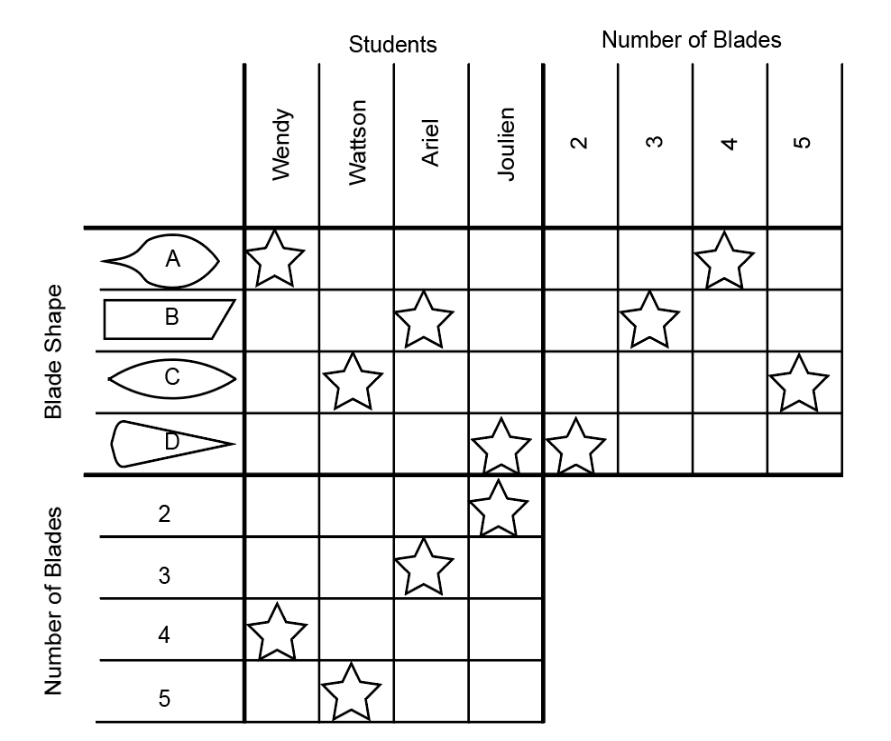 Students
Number of Blades
Wendy
Wattson
Ariel
Joulien
2
3
4
5
Blade Shape
A
B
C
D
Number of Blades
2
3
4
5